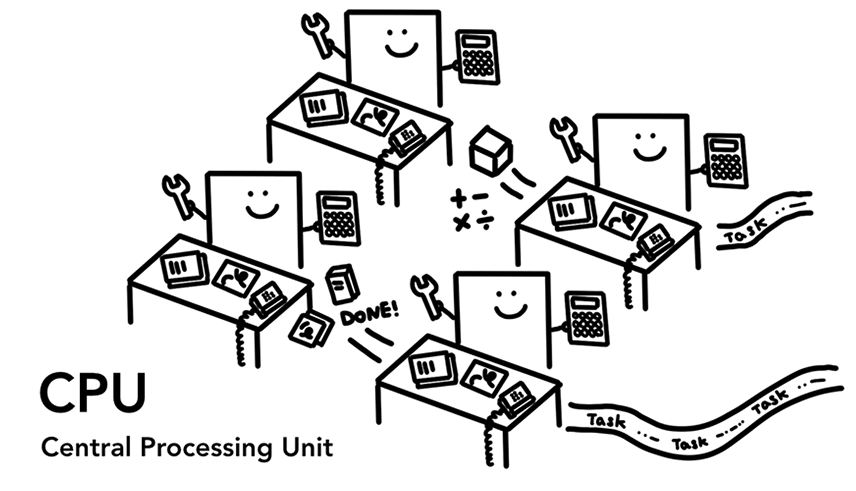 + -
× ÷
Task
DONE!
CPU
Central Processing Unit
Task
Task
Task